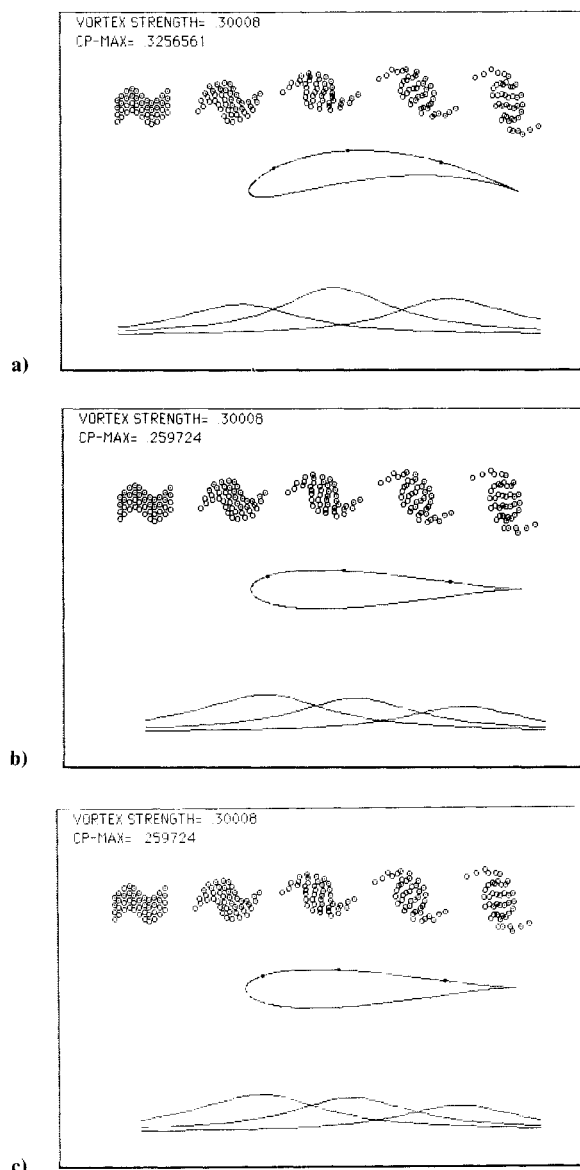 VORTEX STRENGTH= .30008
CP-MAX= .3256561
a)
VORTEX STRENGTH= .30008
CP-MAX= .259724
b)
VORTEX STRENGTH= .30008
CP-MAX= 259724
c)